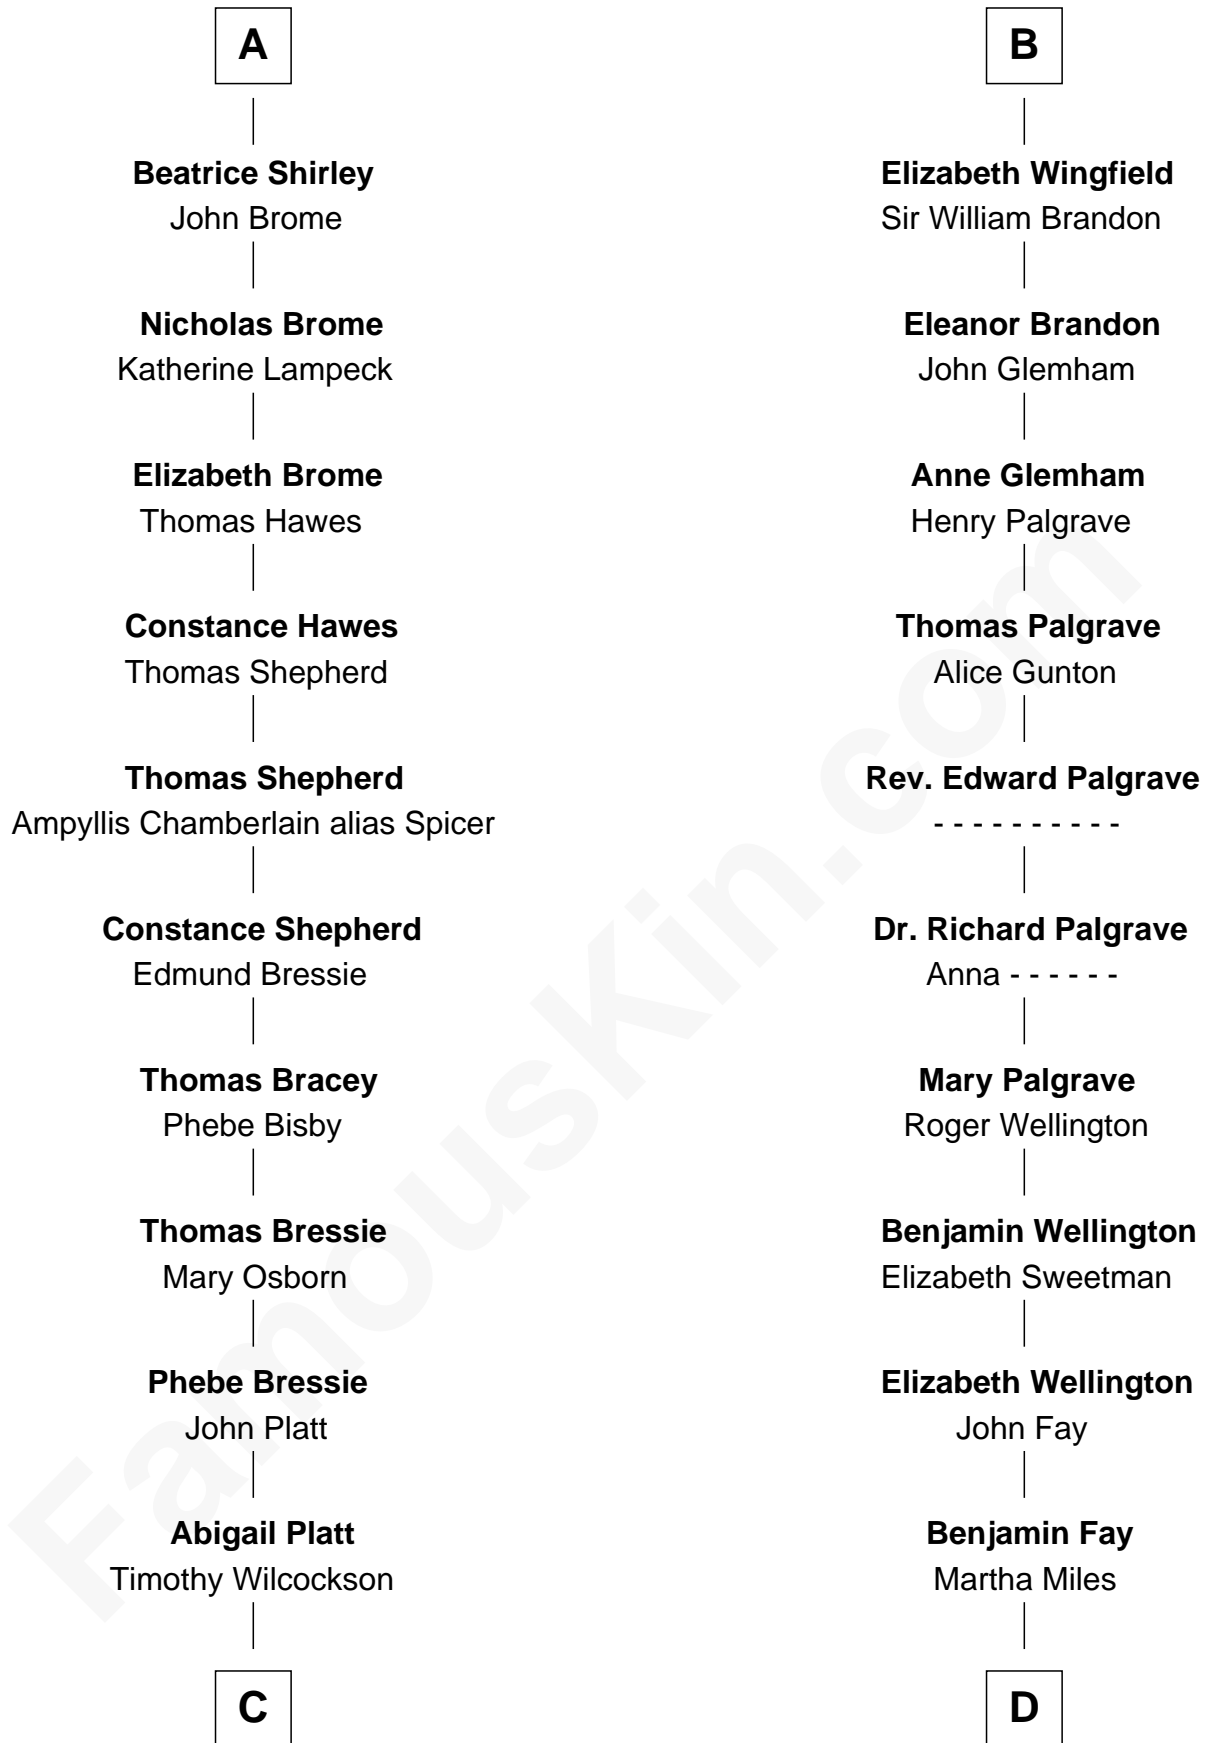 A
Beatrice Shirley
John Brome
Nicholas Brome
Katherine Lampeck
Elizabeth Brome
Thomas Hawes
Constance Hawes
Thomas Shepherd
Thomas Shepherd
Ampyllis Chamberlain alias Spicer
Constance Shepherd
Edmund Bressie
Thomas Bracey
Phebe Bisby
Thomas Bressie
Mary Osborn
Phebe Bressie
John Platt
Abigail Platt
Timothy Wilcockson
C
B
Elizabeth Wingfield
Sir William Brandon
Eleanor Brandon
John Glemham
Anne Glemham
Henry Palgrave
Thomas Palgrave
Alice Gunton
Rev. Edward Palgrave
- - - - - - - - - -
Dr. Richard Palgrave
Anna - - - - - -
Mary Palgrave
Roger Wellington
Benjamin Wellington
Elizabeth Sweetman
Elizabeth Wellington
John Fay
Benjamin Fay
Martha Miles
D
FamousKin.com